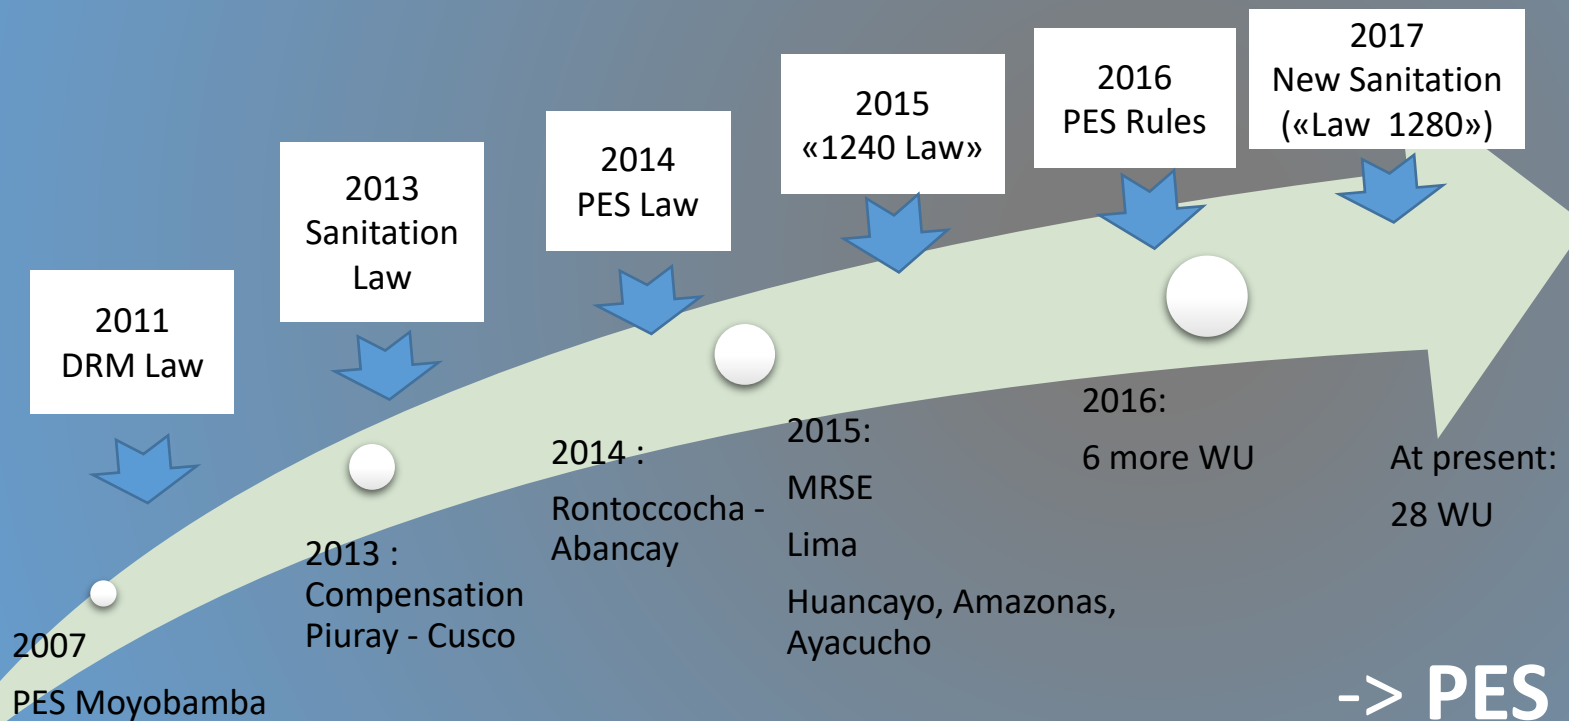 2011
DRM Law
2013
Sanitation
Law
2014
PES Law
2015
«1240 Law»
2016
PES Rules
2017
New Sanitation
(«Law 1280»)
2007
PES Moyobamba
2013 :
Compensation
Piuray - Cusco
2014 :
Rontoccocha -
Abancay
2015:
MRSE
Lima
Huancayo, Amazonas,
Ayacucho
2016:
6 more WU
At present:
28 WU
-> PES